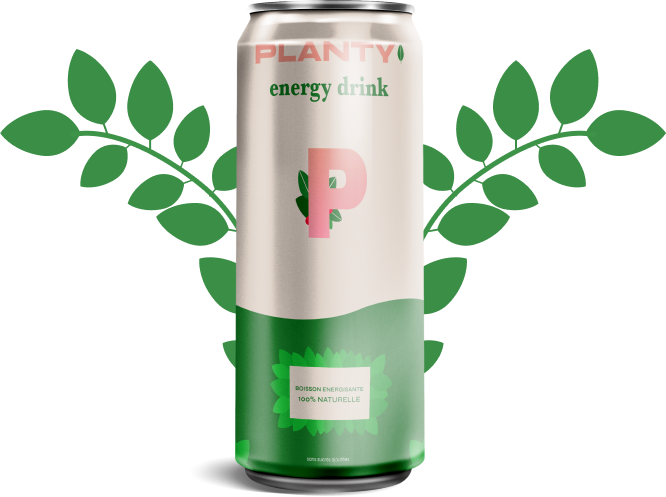 PLANTY
energy drink
P
BOISSON ENERGISANTE
100% NATURELLE